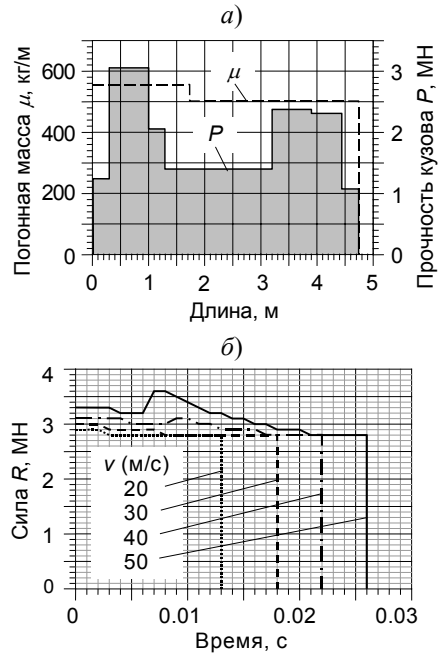 а)
600
400
200
0
Погонная масса μ, кг/м
μ
P
3
2
1
0
Прочность кузова P, МН
0 1 2 3 4 5
Длина, м
б)
4
3
2
1
0
Сила R, МН
v (м/с)
20
30
40
50
0 0.01 0.02 0.03
Время, с